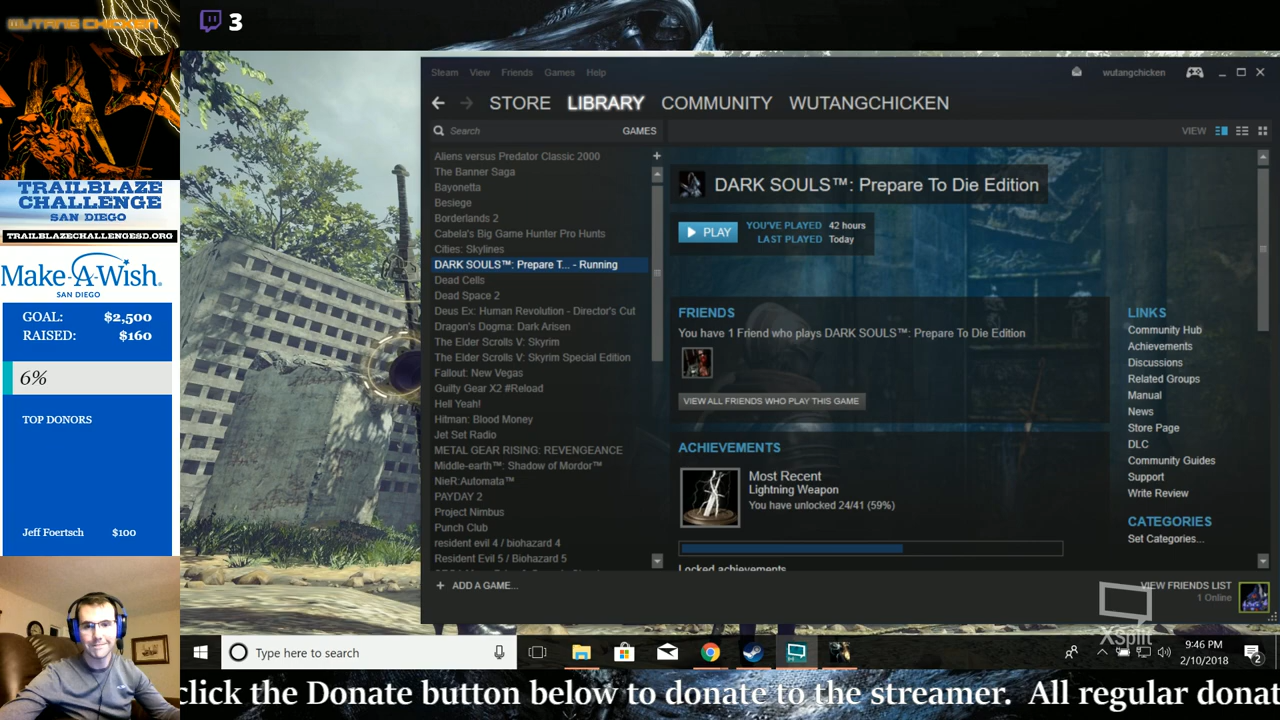 WUTANG CHICKEN
3
TRAILBLAZE
CHALLENGE
SAN DIEGO
TRAILBLAZECHALLENGESD.ORG
Make-A-Wish.
SAN DIEGO
GOAL: $2,500
RAISED: $160
6%
TOP DONORS
Jeff Foertsch $100
Steam View Friends Games Help
wutangchicken
STORE LIBRARY COMMUNITY WUTANGCHICKEN
Search GAMES
VIEW
Aliens versus Predator Classic 2000
The Banner Saga
Bayonetta
Besiege
Borderlands 2
Cabela's Big Game Hunter Pro Hunts
Cities: Skylines
DARK SOULS™: Prepare T... - Running
Dead Cells
Dead Space 2
Deus Ex: Human Revolution - Director's Cut
Dragon's Dogma: Dark Arisen
The Elder Scrolls V: Skyrim
The Elder Scrolls V: Skyrim Special Edition
Fallout: New Vegas
Guilty Gear X2 #Reload
Hell Yeah!
Hitman: Blood Money
Jet Set Radio
METAL GEAR RISING: REVENGEANCE
Middle-earth™: Shadow of Mordor™
NieR:Automata™
PAYDAY 2
Project Nimbus
Punch Club
resident evil 4 / biohazard 4
Resident Evil 5 / Biohazard 5
+ ADD A GAME...
DARK SOULS™: Prepare To Die Edition
PLAY
YOU'VE PLAYED 42 hours
LAST PLAYED Today
FRIENDS
You have 1 Friend who plays DARK SOULS™: Prepare To Die Edition
VIEW ALL FRIENDS WHO PLAY THIS GAME
ACHIEVEMENTS
Most Recent
Lightning Weapon
You have unlocked 24/41 (59%)
Locked achievements
LINKS
Community Hub
Achievements
Discussions
Related Groups
Manual
News
Store Page
DLC
Community Guides
Support
Write Review
CATEGORIES
Set Categories...
VIEW FRIENDS LIST
1 Online
XSplit
Type here to search
9:46 PM
2/10/2018
2
click the Donate button below to donate to the streamer. All regular donat